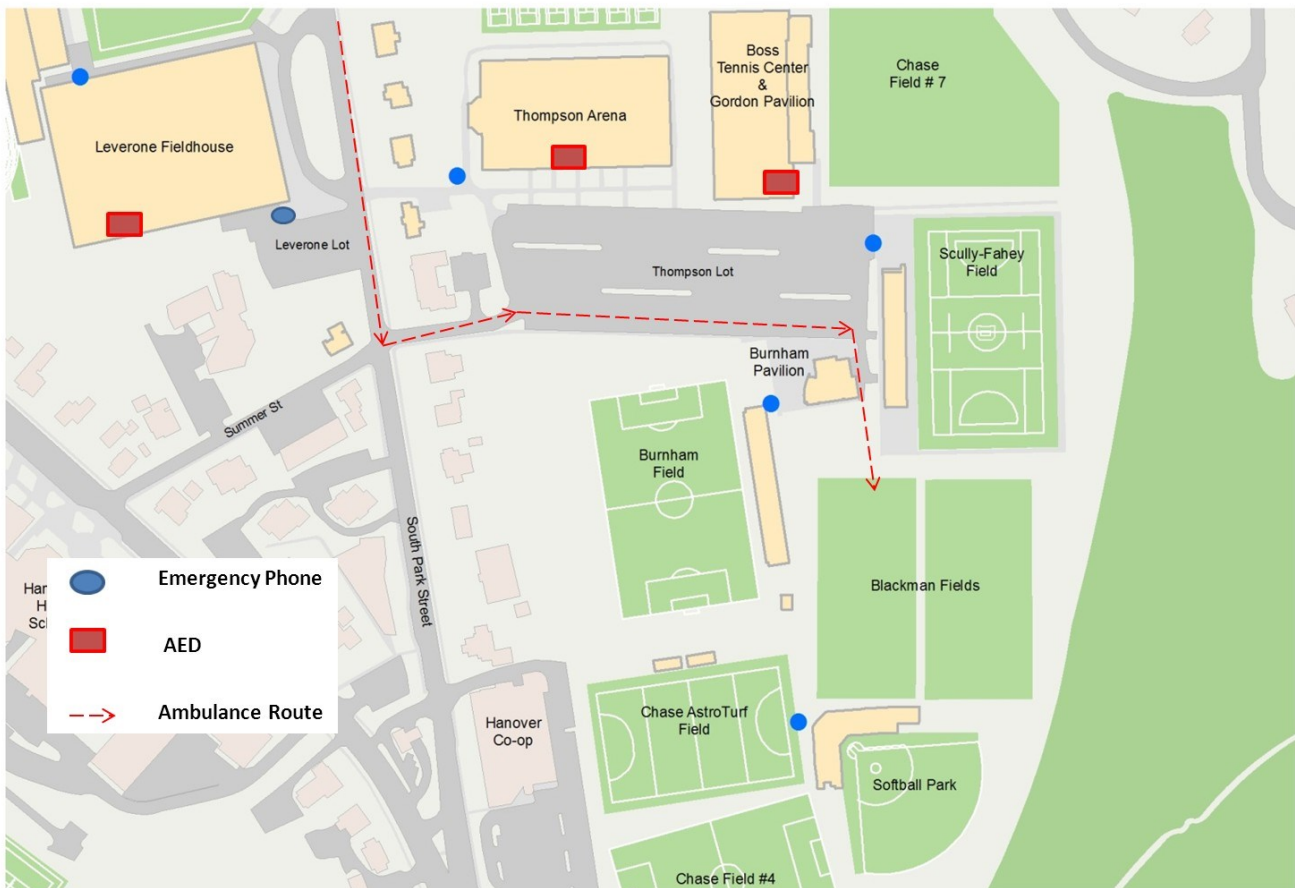 Boss
Tennis Center
&
Gordon Pavilion
Chase
Field # 7
Thompson Arena
Leverone Fieldhouse
Leverone Lot
Thompson Lot
Scully-Fahey
Field
Burnham
Pavilion
Summer St
Burnham
Field
South Park Street
Blackman Fields
Emergency Phone
AED
Ambulance Route
Han
H
Sc
Hanover
Co-op
Chase AstroTurf
Field
Softball Park
Chase Field #4